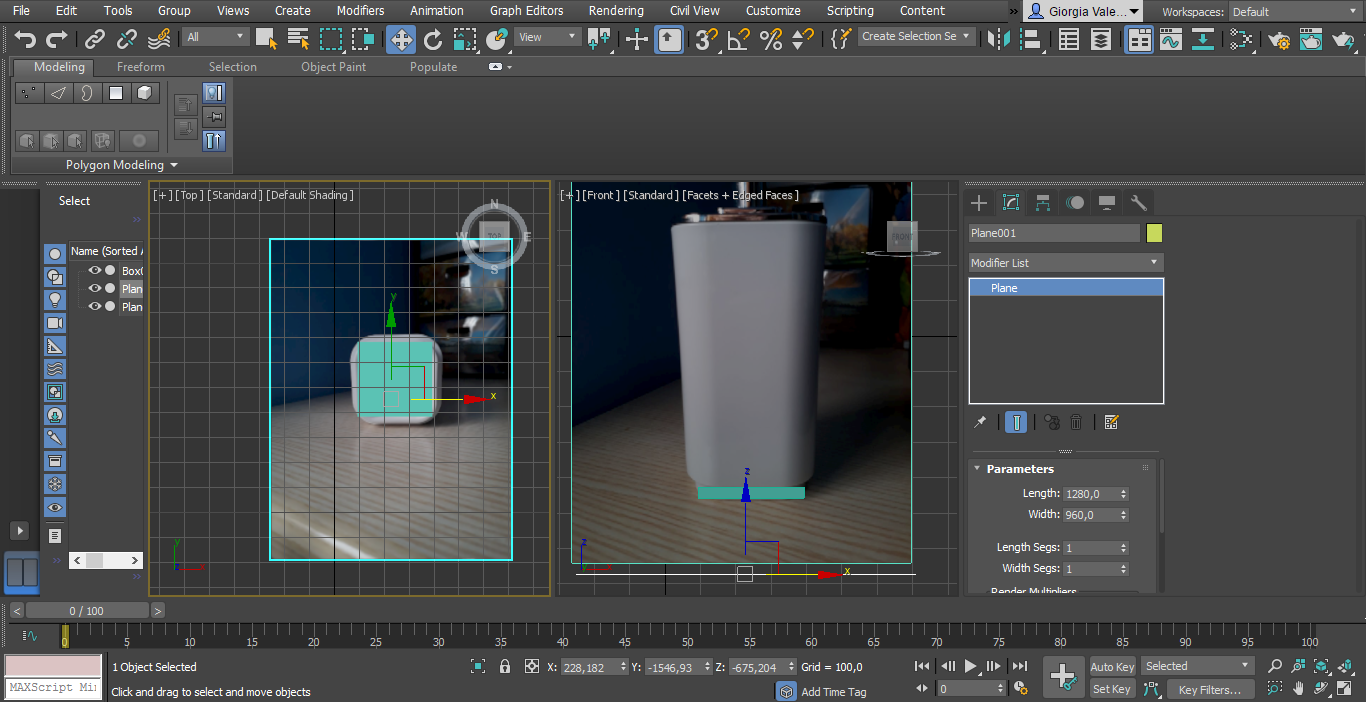 File Edit Tools Group Views Create Modifiers Animation Graph Editors Rendering Civil View Customize Scripting Content » Giorgia Vale... Workspaces: Default
All View Create Selection Se
Modeling Freeform Selection Object Paint Populate
Polygon Modeling
Select
»
Name (Sorted A
Box0
Plan
Plan
»
»
[+] [Top] [Standard] [Default Shading]
N
W TOP E
S
y
x
y
x
[+] [Front] [Standard] [Facets + Edged Faces]
FRONT
z
x
z
y
Plane001
Modifier List
Plane
Parameters
Length: 1280,0
Width: 960,0
Length Segs: 1
Width Segs: 1
Render Multipliers
< 0 / 100 >
0 5 10 15 20 25 30 35 40 45 50 55 60 65 70 75 80 85 90 95 100
1 Object Selected X: 228,182 Y: -1546,93 Z: -675,204 Grid = 100,0 Auto Key Selected
MAXScript Mi
Click and drag to select and move objects Add Time Tag 0 Set Key Key Filters...